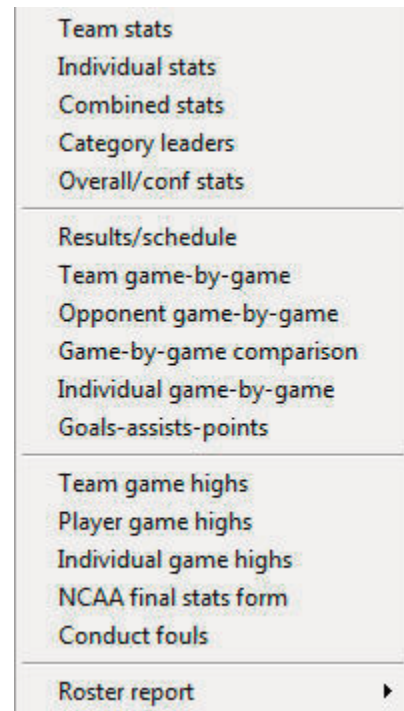 Team stats
Individual stats
Combined stats
Category leaders
Overall/conf stats
Results/schedule
Team game-by-game
Opponent game-by-game
Game-by-game comparison
Individual game-by-game
Goals-assists-points
Team game highs
Player game highs
Individual game highs
NCAA final stats form
Conduct fouls
Roster report